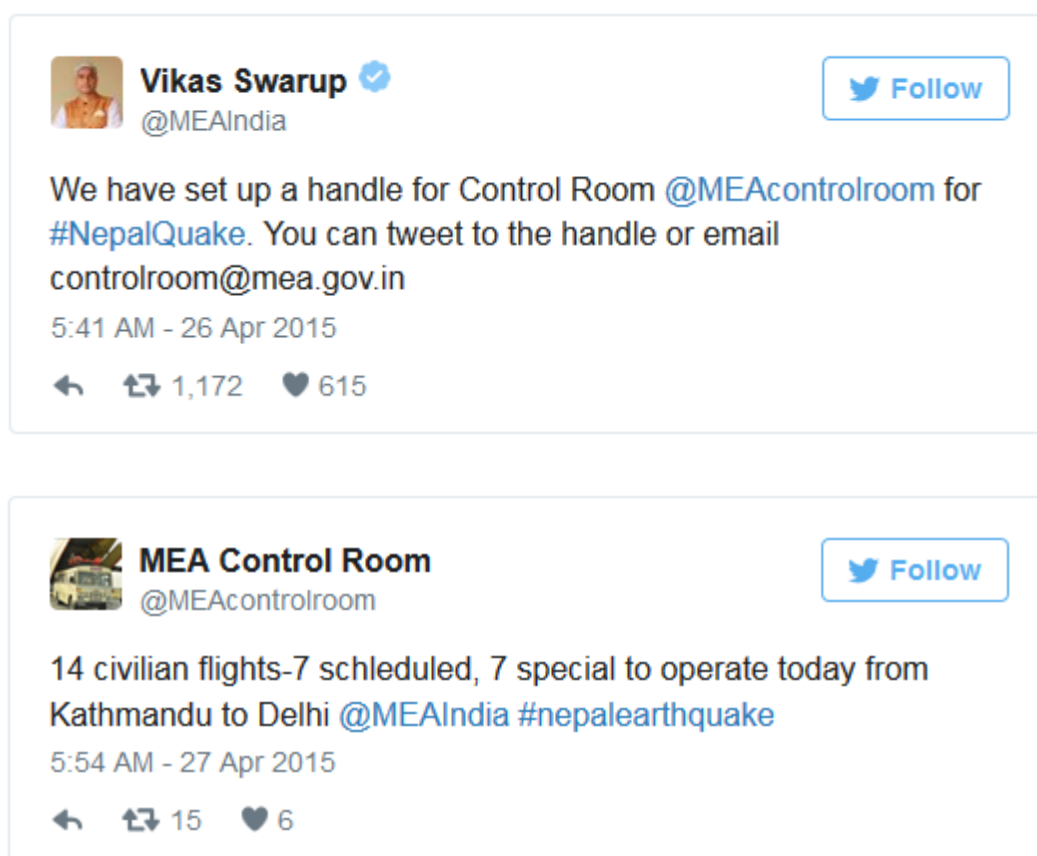 Vikas Swarup
@MEAIndia
Follow
We have set up a handle for Control Room @MEAcontrolroom for
#NepalQuake. You can tweet to the handle or email
controlroom@mea.gov.in
5:41 AM - 26 Apr 2015
1,172 615
MEA Control Room
@MEAcontrolroom
Follow
14 civilian flights-7 schleduled, 7 special to operate today from
Kathmandu to Delhi @MEAIndia #nepalearthquake
5:54 AM - 27 Apr 2015
15 6